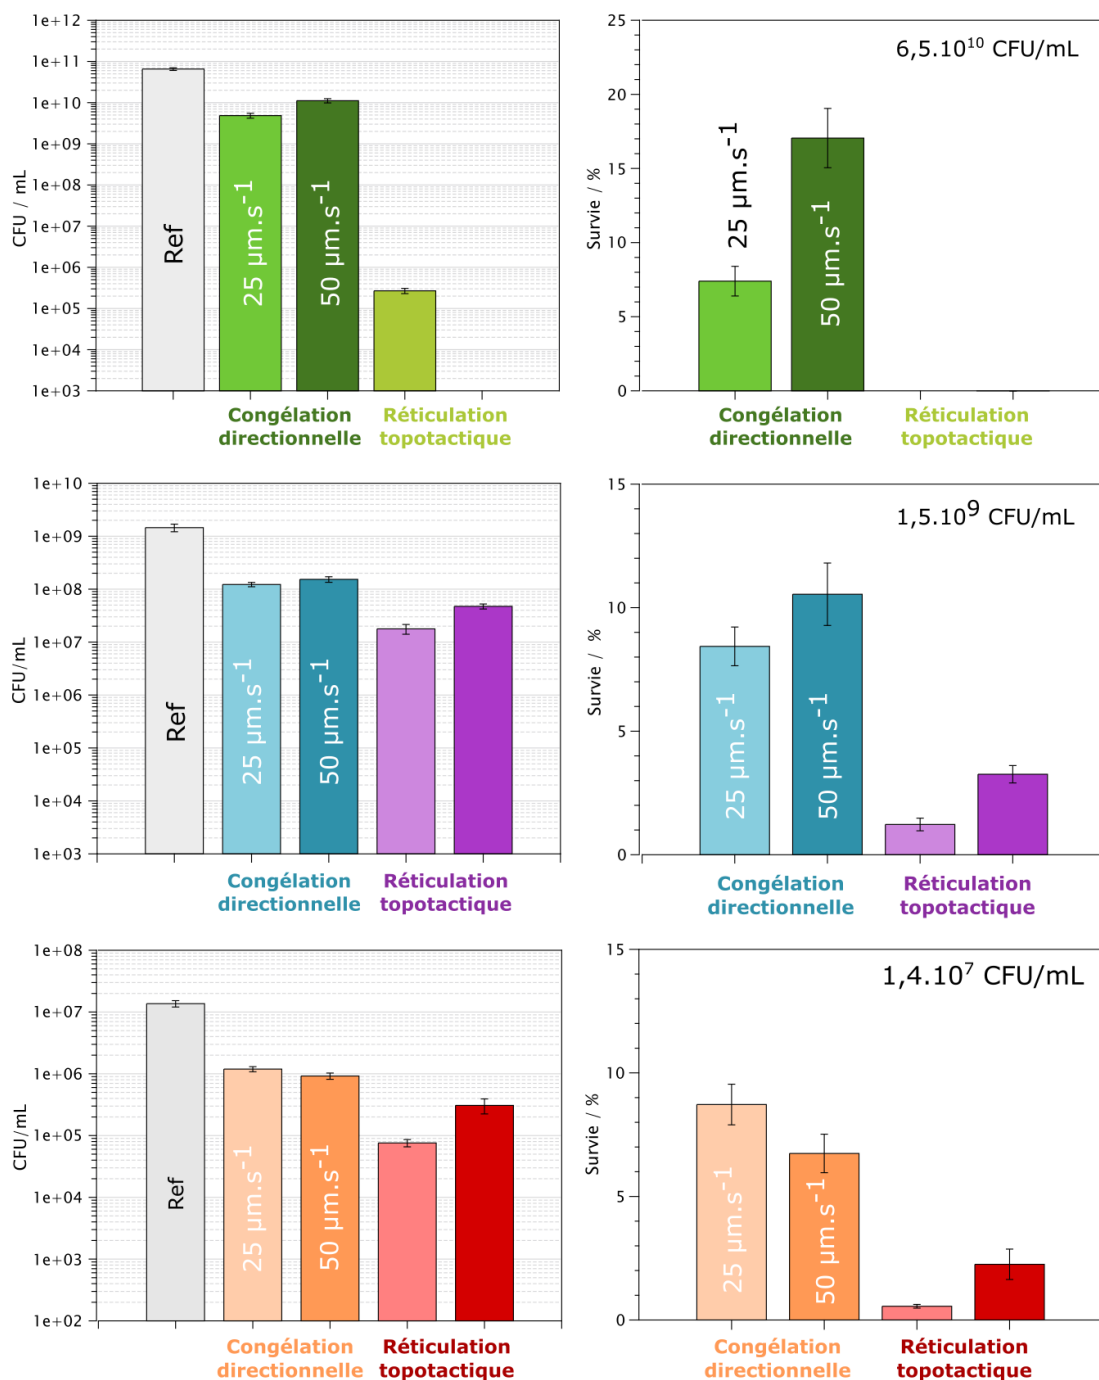 1e+12
1e+11
1e+10
1e+09
1e+08
1e+07
1e+06
1e+05
1e+04
1e+03
CFU / mL
Ref
25 µm.s⁻¹
50 µm.s⁻¹
Congélation
directionnelle
Réticulation
topotactique
25
20
15
10
5
0
Survie / %
6,5.10¹⁰ CFU/mL
25 µm.s⁻¹
50 µm.s⁻¹
Congélation
directionnelle
Réticulation
topotactique
1e+10
1e+09
1e+08
1e+07
1e+06
1e+05
1e+04
1e+03
CFU/mL
Ref
25 µm.s⁻¹
50 µm.s⁻¹
Congélation
directionnelle
Réticulation
topotactique
15
10
5
0
Survie / %
1,5.10⁹ CFU/mL
25 µm.s⁻¹
50 µm.s⁻¹
Congélation
directionnelle
Réticulation
topotactique
1e+08
1e+07
1e+06
1e+05
1e+04
1e+03
1e+02
CFU/mL
Ref
25 µm.s⁻¹
50 µm.s⁻¹
Congélation
directionnelle
Réticulation
topotactique
15
10
5
0
Survie / %
1,4.10⁷ CFU/mL
25 µm.s⁻¹
50 µm.s⁻¹
Congélation
directionnelle
Réticulation
topotactique